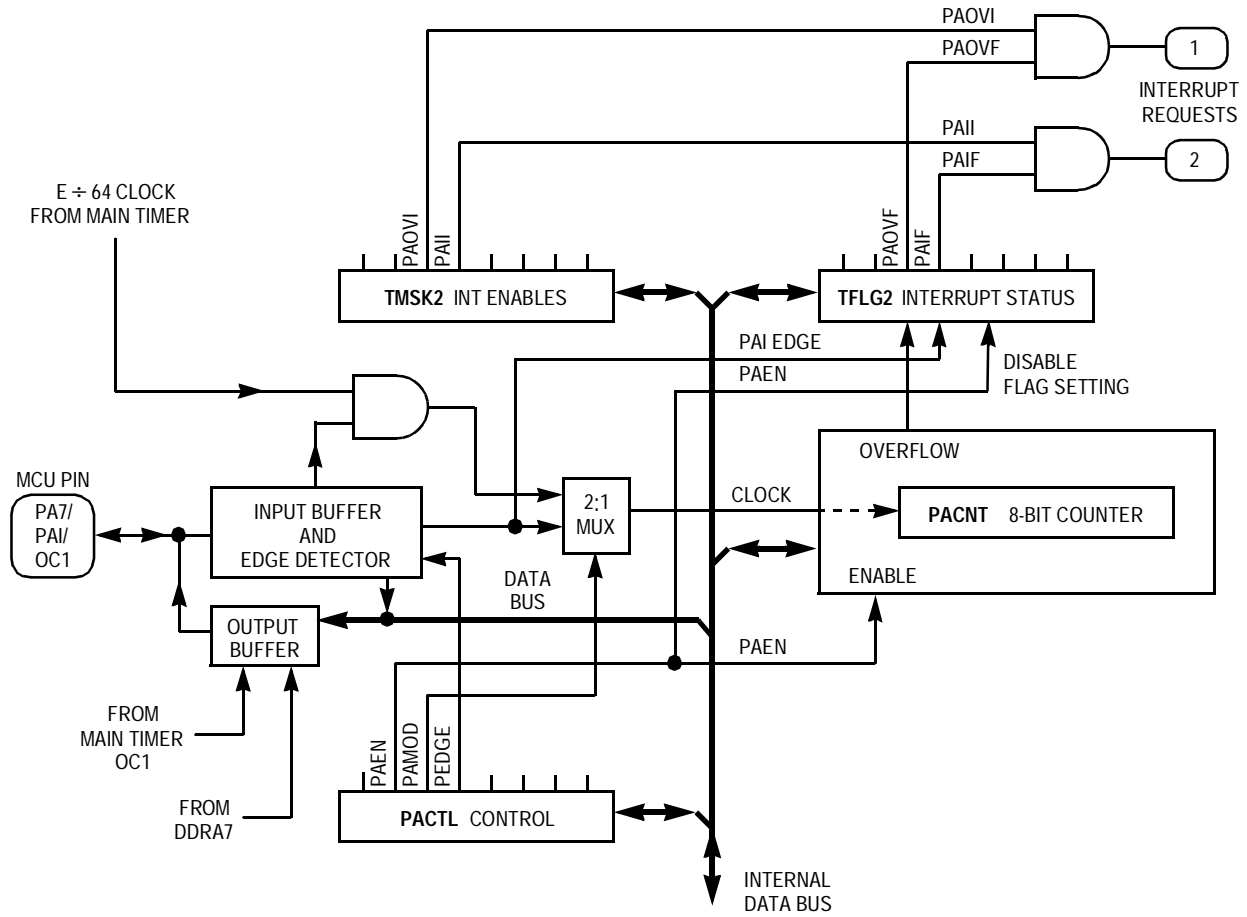 PAOVI
PAOVF
1
INTERRUPT
REQUESTS
PAII
PAIF
2
E ÷ 64 CLOCK
FROM MAIN TIMER
PAOVI
PAII
PAOVF
PAIF
TMSK2 INT ENABLES
TFLG2 INTERRUPT STATUS
PAI EDGE
PAEN
DISABLE
FLAG SETTING
OVERFLOW
MCU PIN
PA7/
PAI/
OC1
INPUT BUFFER
AND
EDGE DETECTOR
2:1
MUX
CLOCK
PACNT 8-BIT COUNTER
ENABLE
DATA
BUS
OUTPUT
BUFFER
PAEN
FROM
MAIN TIMER
OC1
PAEN
PAMOD
PEDGE
FROM
DDRA7
PACTL CONTROL
INTERNAL
DATA BUS